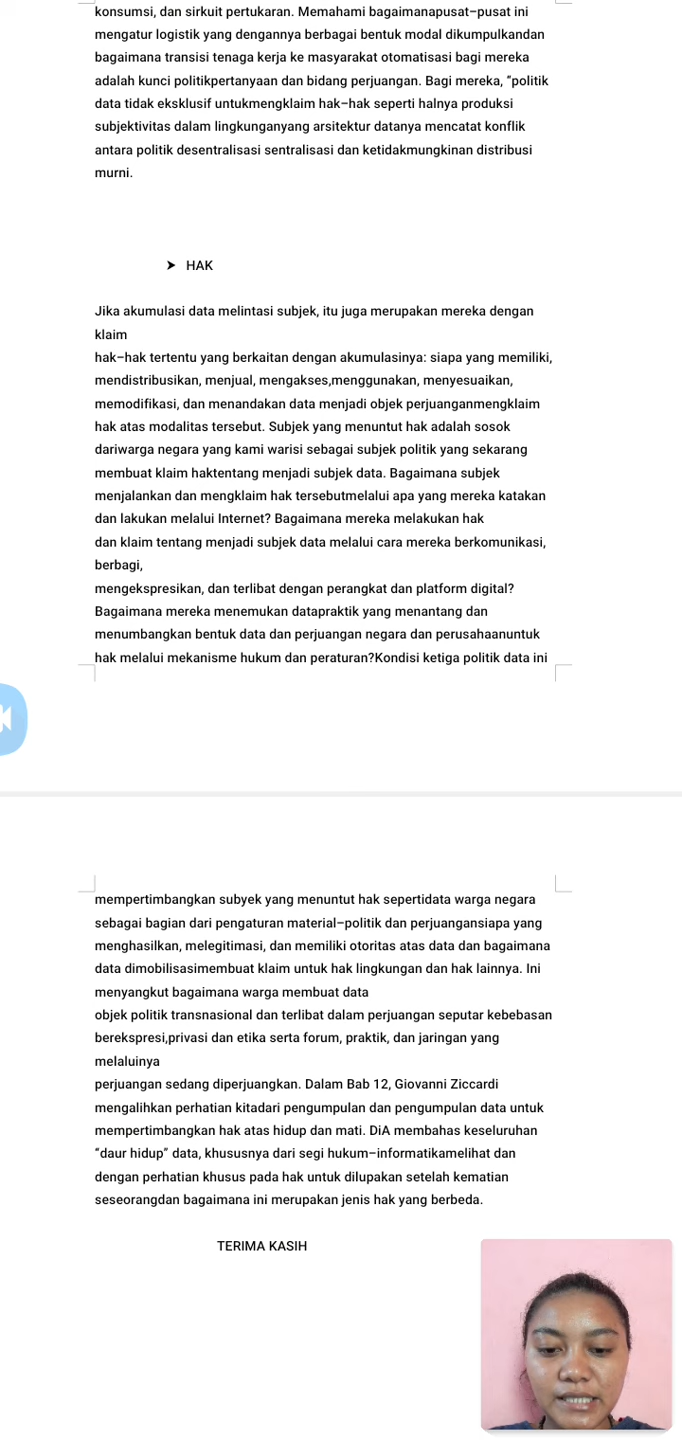 konsumsi, dan sirkuit pertukaran. Memahami bagaimanapusat–pusat ini
mengatur logistik yang dengannya berbagai bentuk modal dikumpulkandan
bagaimana transisi tenaga kerja ke masyarakat otomatisasi bagi mereka
adalah kunci politikpertanyaan dan bidang perjuangan. Bagi mereka, “politik
data tidak eksklusif untukmengklaim hak–hak seperti halnya produksi
subjektivitas dalam lingkunganyang arsitektur datanya mencatat konflik
antara politik desentralisasi sentralisasi dan ketidakmungkinan distribusi
murni.
➤ HAK
Jika akumulasi data melintasi subjek, itu juga merupakan mereka dengan
klaim
hak–hak tertentu yang berkaitan dengan akumulasinya: siapa yang memiliki,
mendistribusikan, menjual, mengakses,menggunakan, menyesuaikan,
memodifikasi, dan menandakan data menjadi objek perjuanganmengklaim
hak atas modalitas tersebut. Subjek yang menuntut hak adalah sosok
dariwarga negara yang kami warisi sebagai subjek politik yang sekarang
membuat klaim haktentang menjadi subjek data. Bagaimana subjek
menjalankan dan mengklaim hak tersebutmelalui apa yang mereka katakan
dan lakukan melalui Internet? Bagaimana mereka melakukan hak
dan klaim tentang menjadi subjek data melalui cara mereka berkomunikasi,
berbagi,
mengekspresikan, dan terlibat dengan perangkat dan platform digital?
Bagaimana mereka menemukan datapraktik yang menantang dan
menumbangkan bentuk data dan perjuangan negara dan perusahaanuntuk
hak melalui mekanisme hukum dan peraturan?Kondisi ketiga politik data ini
mempertimbangkan subyek yang menuntut hak sepertidata warga negara
sebagai bagian dari pengaturan material–politik dan perjuangansiapa yang
menghasilkan, melegitimasi, dan memiliki otoritas atas data dan bagaimana
data dimobilisasimembuat klaim untuk hak lingkungan dan hak lainnya. Ini
menyangkut bagaimana warga membuat data
objek politik transnasional dan terlibat dalam perjuangan seputar kebebasan
berekspresi,privasi dan etika serta forum, praktik, dan jaringan yang
melaluinya
perjuangan sedang diperjuangkan. Dalam Bab 12, Giovanni Ziccardi
mengalihkan perhatian kitadari pengumpulan dan pengumpulan data untuk
mempertimbangkan hak atas hidup dan mati. DiA membahas keseluruhan
“daur hidup” data, khususnya dari segi hukum–informatikamelihat dan
dengan perhatian khusus pada hak untuk dilupakan setelah kematian
seseorangdan bagaimana ini merupakan jenis hak yang berbeda.
TERIMA KASIH